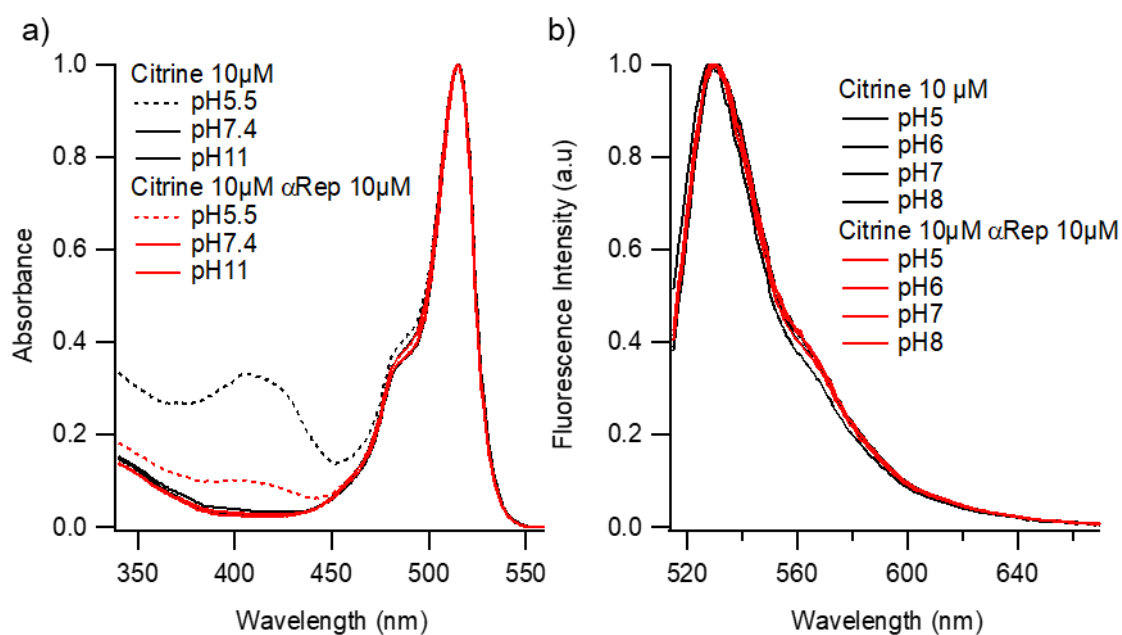 a)
Citrine 10µM
pH5.5
pH7.4
pH11
Citrine 10µM αRep 10µM
pH5.5
pH7.4
pH11
Absorbance
1.0
0.8
0.6
0.4
0.2
0.0
350
400
450
500
550
Wavelength (nm)
b)
Citrine 10 µM
pH5
pH6
pH7
pH8
Citrine 10µM αRep 10µM
pH5
pH6
pH7
pH8
Fluorescence Intensity (a.u)
1.0
0.8
0.6
0.4
0.2
0.0
520
560
600
640
Wavelength (nm)